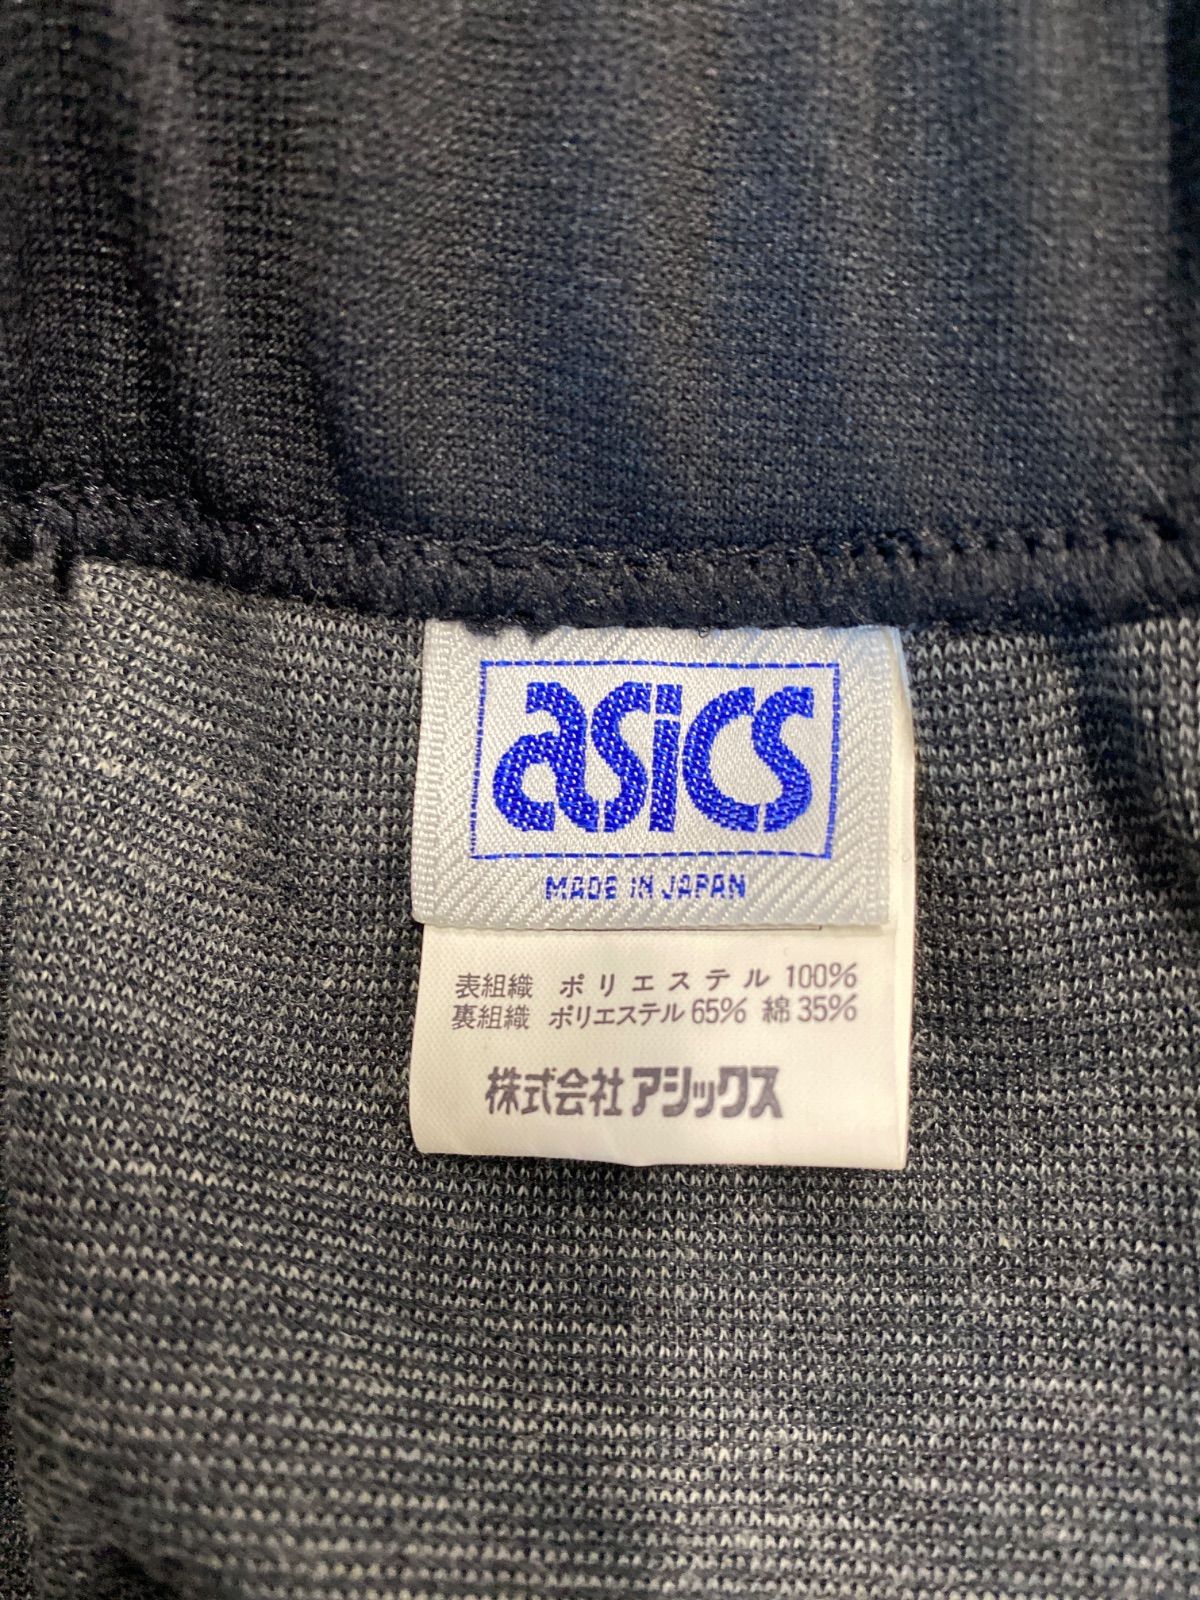 asics
MADE IN JAPAN
表組織 ポリエステル 100%
裏組織 ポリエステル 65% 綿 35%
株式会社アシックス